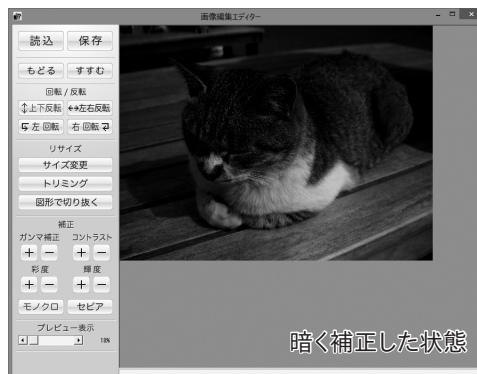 画像編集エディター
読込 保存
もどる すすむ
回転 / 反転
上下反転 左右反転
左 回転 右 回転
リサイズ
サイズ変更
トリミング
図形で切り抜く
補正
ガンマ補正 コントラスト
+ − + −
彩度 輝度
+ − + −
モノクロ セピア
プレビュー表示
18%
暗く補正した状態